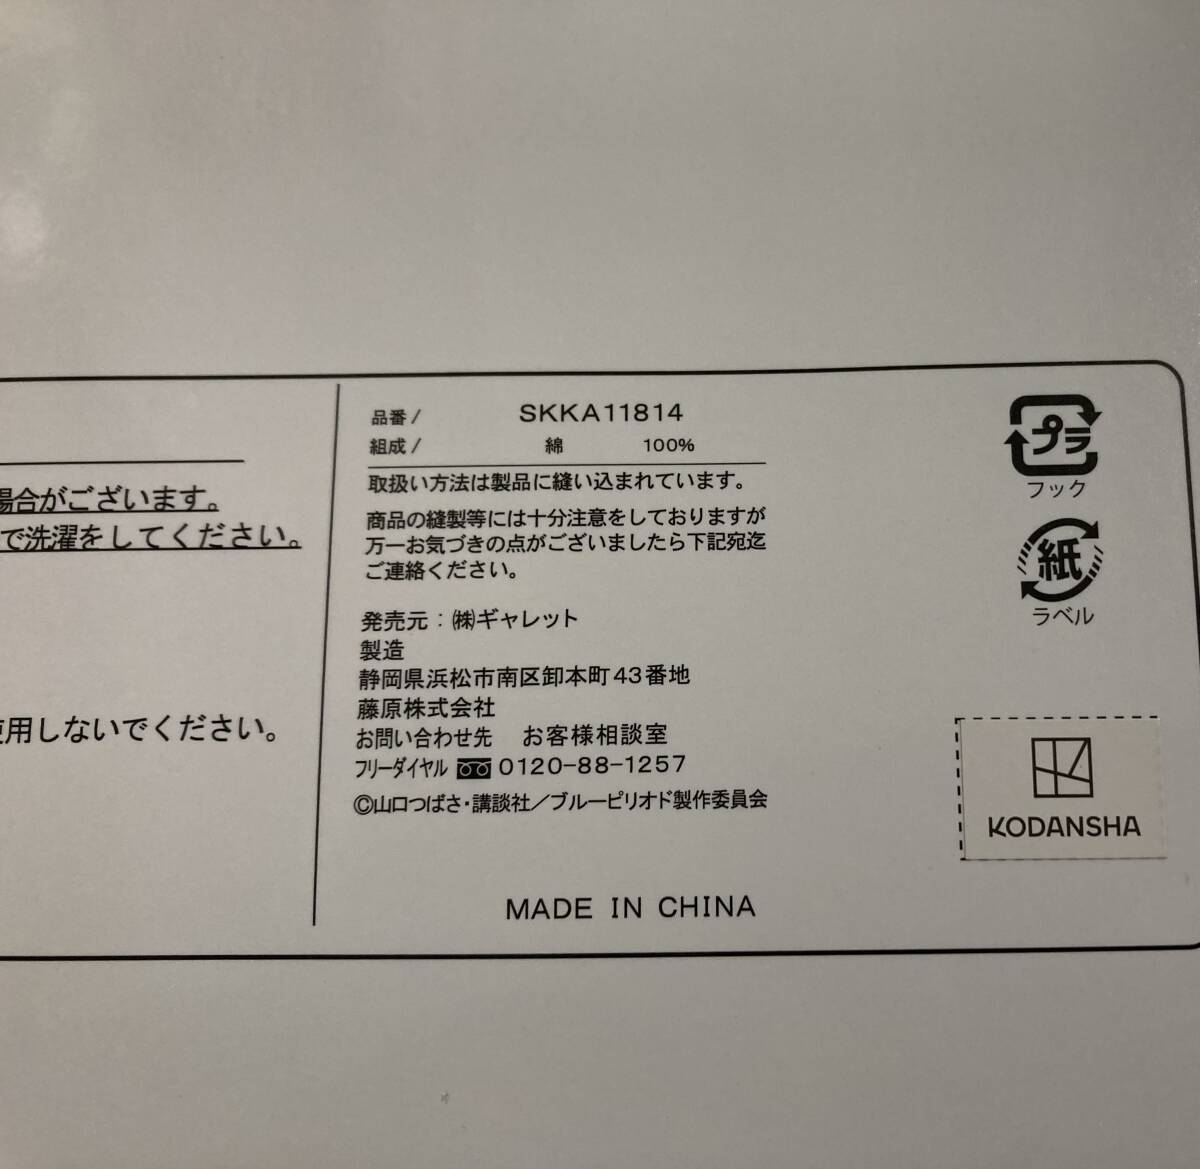 場合がございます。
で洗濯をしてください。
使用しないでください。
品番/ SKKA11814
組成/ 綿 100%
取扱い方法は製品に縫い込まれています。
商品の縫製等には十分注意をしておりますが
万一お気づきの点がございましたら下記宛迄
ご連絡ください。
発売元：㈱ギャレット
製造
静岡県浜松市南区卸本町43番地
藤原株式会社
お問い合わせ先 お客様相談室
フリーダイヤル 0120-88-1257
©山口つばさ・講談社／ブルーピリオド製作委員会
MADE IN CHINA
プラ
フック
紙
ラベル
KODANSHA